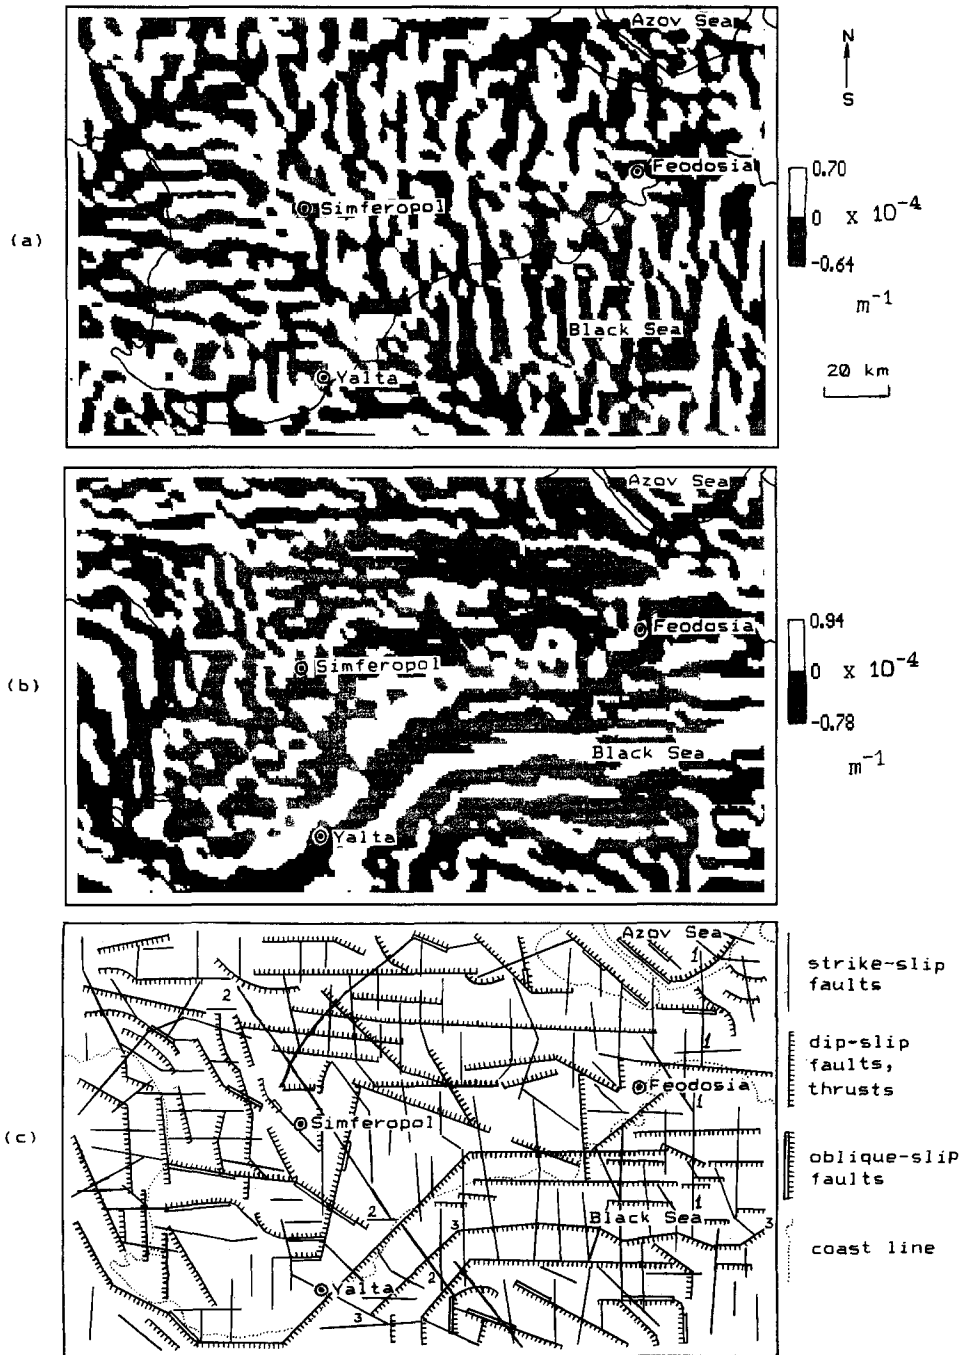 Azov Sea
N
S
Feodosia
Simferopol
0.70
0 x 10-4
-0.64
m-1
(a)
Black Sea
Yalta
20 km
Azov Sea
Feodosia
0.94
0 x 10-4
-0.78
m-1
Simferopol
(b)
Black Sea
Yalta
Azov Sea
1
strike-slip
faults
2
1
dip-slip
faults,
thrusts
Feodosia
1
Simferopol
(c)
oblique-slip
faults
1
2
Black Sea
3
3
coast line
2
Yalta
3